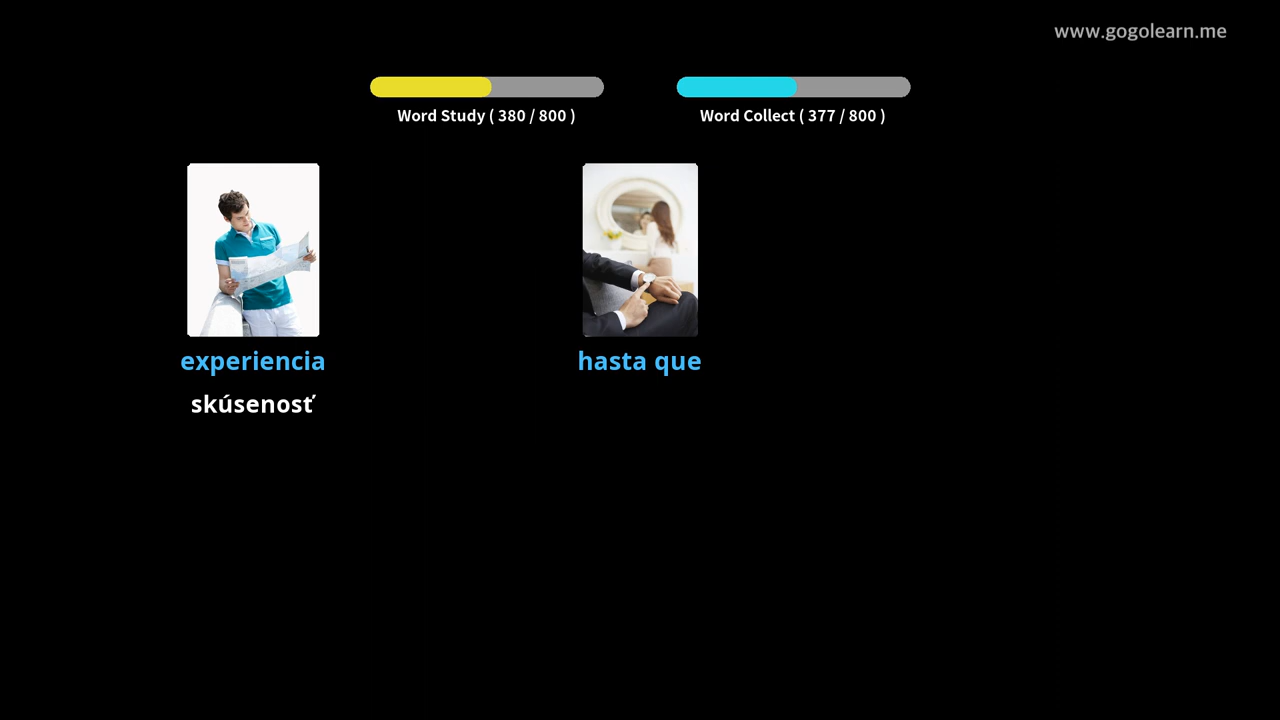 www.gogolearn.me
Word Study ( 380 / 800 )
Word Collect ( 377 / 800 )
experiencia
hasta que
skúsenosť